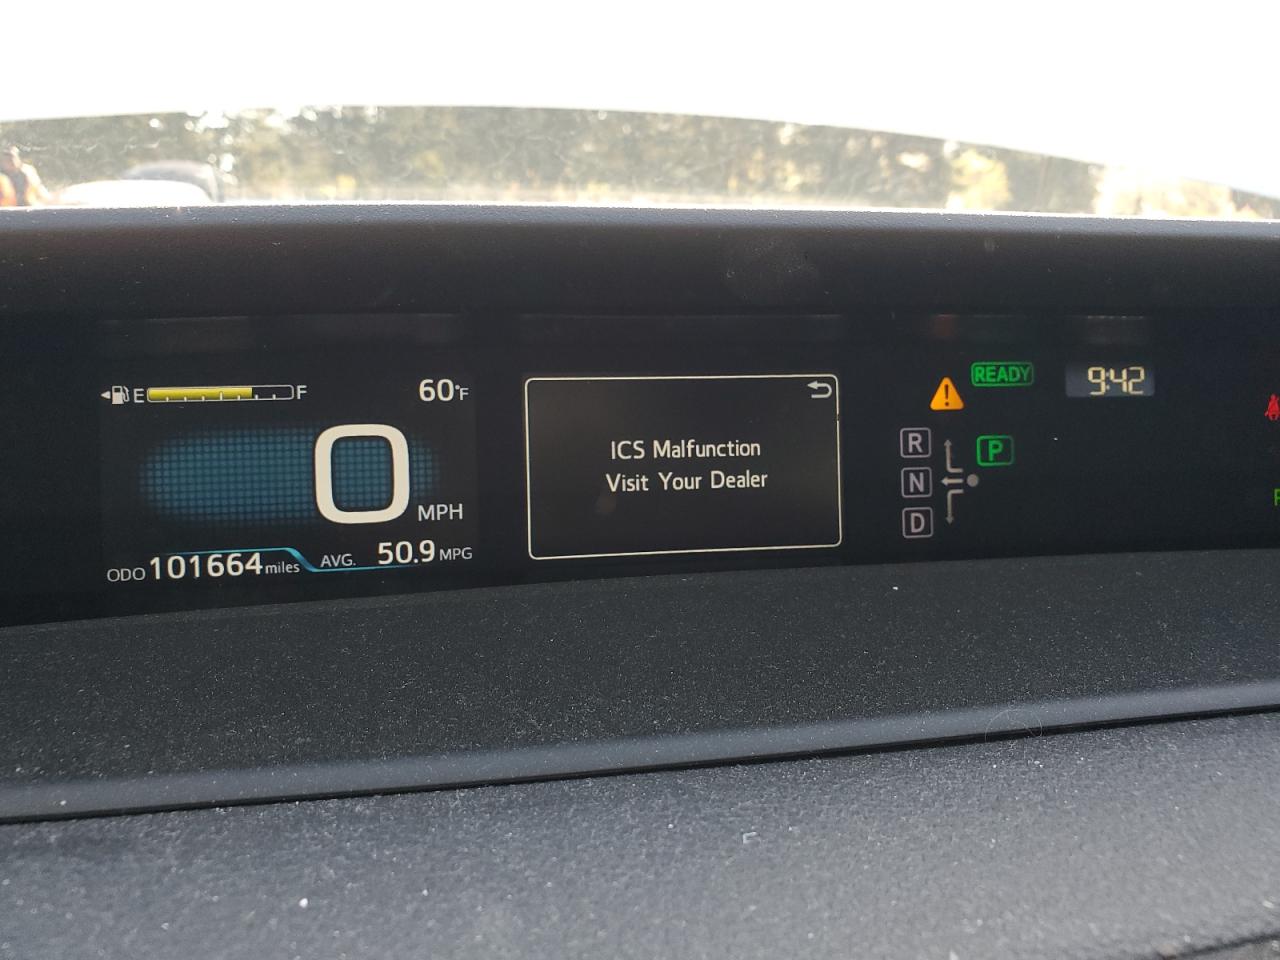 E F
60°F
0 MPH
ODO 101664 miles
AVG. 50.9 MPG
ICS Malfunction
Visit Your Dealer
READY
9:42
R
P
N
D